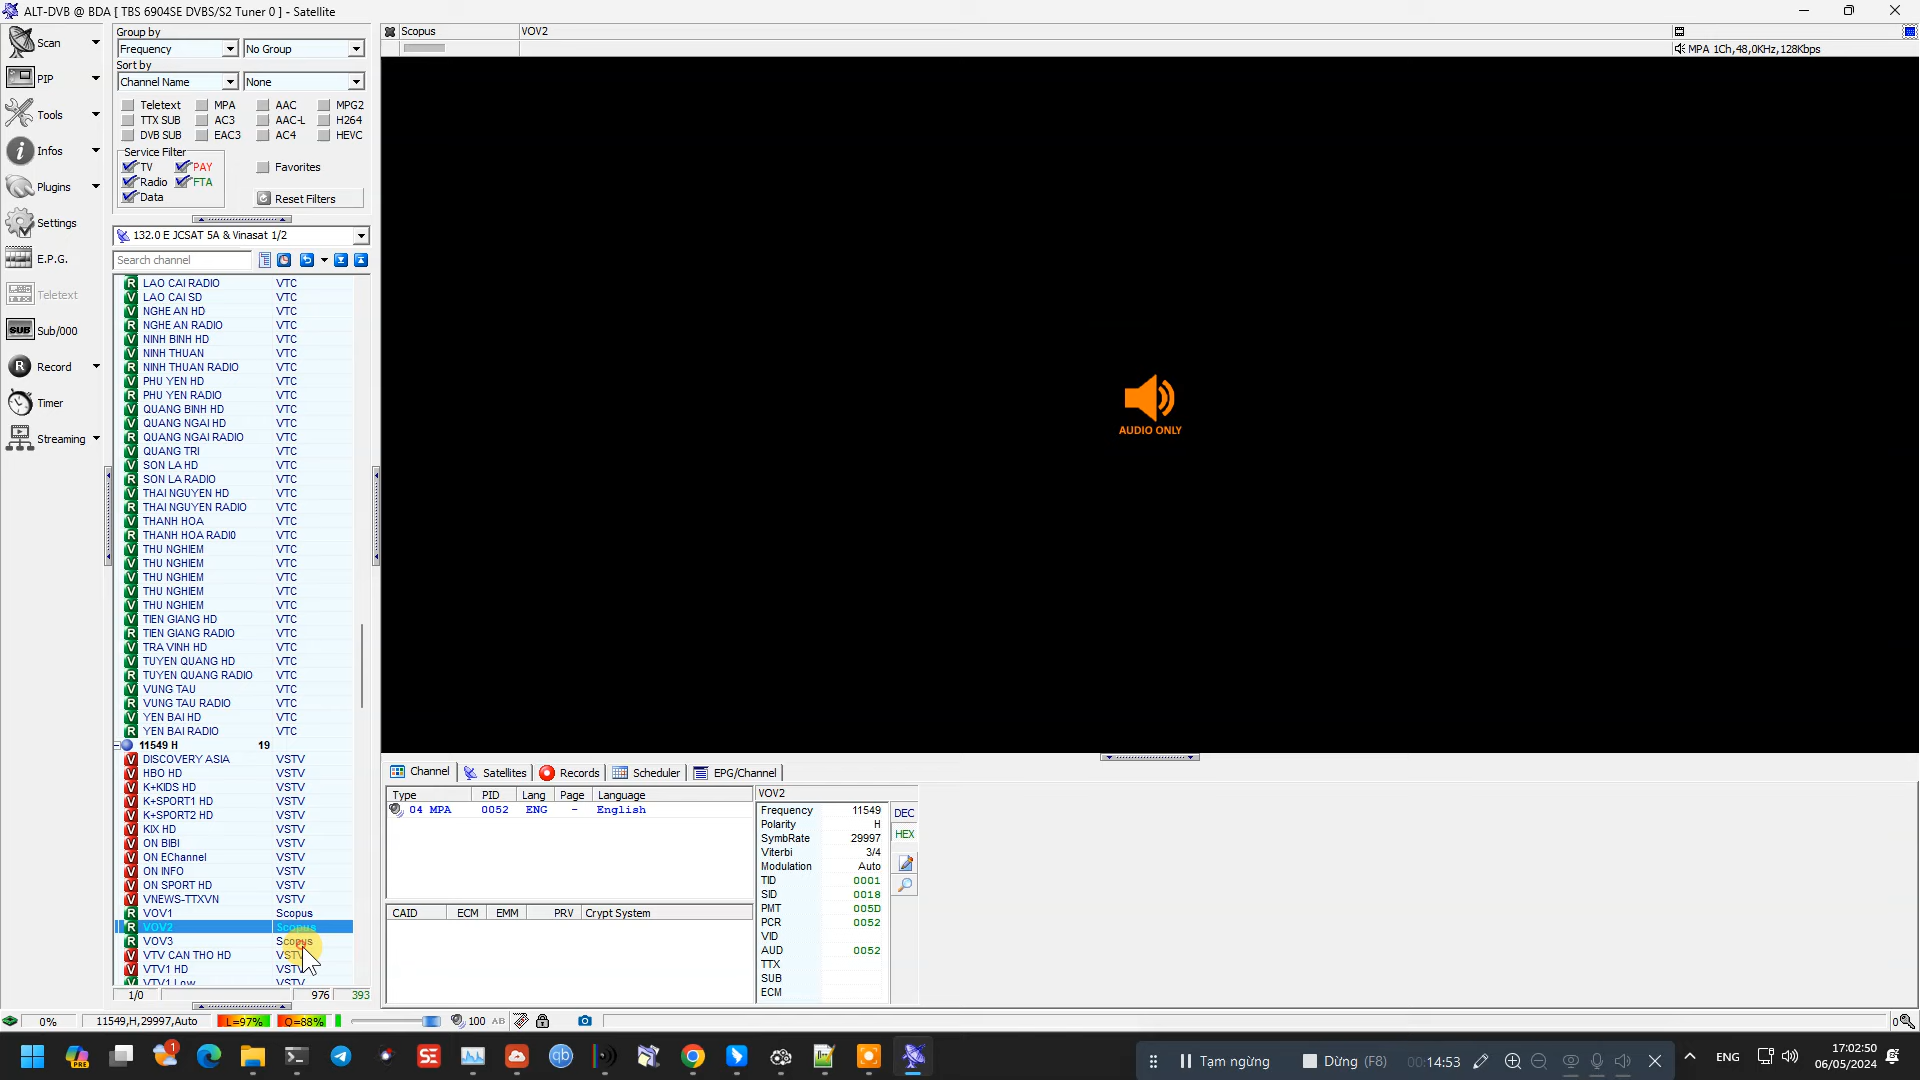 ALT-DVB @ BDA [ TBS 6904SE DVBS/S2 Tuner 0 ] - Satellite
Scan
PIP
Tools
Infos
Plugins
Settings
E.P.G.
Teletext
Sub/000
Record
Timer
Streaming
Group by
Frequency No Group
Sort by
Channel Name None
Teletext MPA AAC MPG2
TTX SUB AC3 AAC-L H264
DVB SUB EAC3 AC4 HEVC
Service Filter
TV PAY Favorites
Radio FTA
Data Reset Filters
132.0 E JCSAT 5A & Vinasat 1/2
Search channel
R LAO CAI RADIO VTC
V LAO CAI SD VTC
V NGHE AN HD VTC
R NGHE AN RADIO VTC
V NINH BINH HD VTC
V NINH THUAN VTC
R NINH THUAN RADIO VTC
V PHU YEN HD VTC
R PHU YEN RADIO VTC
V QUANG BINH HD VTC
V QUANG NGAI HD VTC
R QUANG NGAI RADIO VTC
V QUANG TRI VTC
V SON LA HD VTC
R SON LA RADIO VTC
V THAI NGUYEN HD VTC
R THAI NGUYEN RADIO VTC
V THANH HOA VTC
R THANH HOA RADI0 VTC
V THU NGHIEM VTC
V THU NGHIEM VTC
V THU NGHIEM VTC
V THU NGHIEM VTC
V THU NGHIEM VTC
V TIEN GIANG HD VTC
R TIEN GIANG RADIO VTC
V TRA VINH HD VTC
V TUYEN QUANG HD VTC
R TUYEN QUANG RADIO VTC
V VUNG TAU VTC
R VUNG TAU RADIO VTC
V YEN BAI HD VTC
R YEN BAI RADIO VTC
11549 H 19
V DISCOVERY ASIA VSTV
V HBO HD VSTV
V K+KIDS HD VSTV
V K+SPORT1 HD VSTV
V K+SPORT2 HD VSTV
V KIX HD VSTV
V ON BIBI VSTV
V ON EChannel VSTV
V ON INFO VSTV
V ON SPORT HD VSTV
V VNEWS-TTXVN VSTV
R VOV1 Scopus
R VOV2 Scopus
R VOV3 Scopus
V VTV CAN THO HD VSTV
V VTV1 HD VSTV
V VTV1 Low VSTV
1/0 976 393
Scopus VOV2
MPA 1Ch,48,0KHz,128Kbps
AUDIO ONLY
Channel Satellites Records Scheduler EPG/Channel
Type PID Lang Page Language
04 MPA 0052 ENG - English
CAID ECM EMM PRV Crypt System
VOV2
Frequency 11549
Polarity H
SymbRate 29997
Viterbi 3/4
Modulation Auto
TID 0001
SID 0018
PMT 005D
PCR 0052
VID
AUD 0052
TTX
SUB
ECM
DEC
HEX
0% 11549,H,29997,Auto L=97% Q=88% 100 AB 0
PRE 1 SE qb
Tạm ngừng Dừng (F8) 00:14:53
ENG
17:02:50
06/05/2024